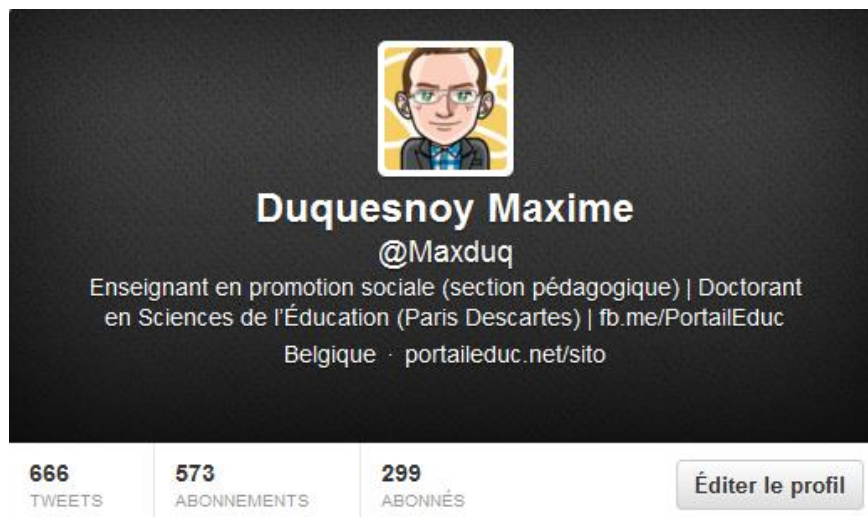 Duquesnoy Maxime
@Maxduq
Enseignant en promotion sociale (section pédagogique) | Doctorant
en Sciences de l'Éducation (Paris Descartes) | fb.me/PortailEduc
Belgique · portaileduc.net/sito
666
TWEETS
573
ABONNEMENTS
299
ABONNÉS
Éditer le profil